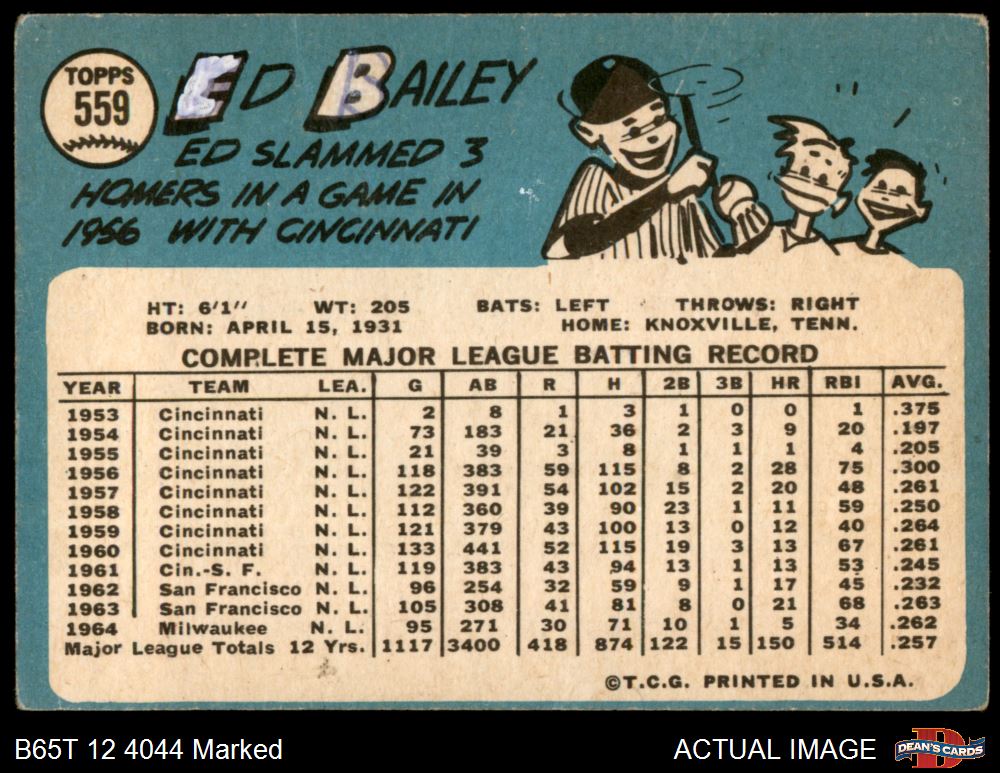 TOPPS
559
ED BAILEY
ED SLAMMED 3
HOMERS IN A GAME IN
1956 WITH CINCINNATI
HT: 6'1" WT: 205 BATS: LEFT THROWS: RIGHT
BORN: APRIL 15, 1931 HOME: KNOXVILLE, TENN.
COMPLETE MAJOR LEAGUE BATTING RECORD
YEAR TEAM LEA. G AB R H 2B 3B HR RBI AVG.
1953 Cincinnati N. L. 2 8 1 3 1 0 0 1 .375
1954 Cincinnati N. L. 73 183 21 36 2 3 9 20 .197
1955 Cincinnati N. L. 21 39 3 8 1 1 1 4 .205
1956 Cincinnati N. L. 118 383 59 115 8 2 28 75 .300
1957 Cincinnati N. L. 122 391 54 102 15 2 20 48 .261
1958 Cincinnati N. L. 112 360 39 90 23 1 11 59 .250
1959 Cincinnati N. L. 121 379 43 100 13 0 12 40 .264
1960 Cincinnati N. L. 133 441 52 115 19 3 13 67 .261
1961 Cin.-S. F. N. L. 119 383 43 94 13 1 13 53 .245
1962 San Francisco N. L. 96 254 32 59 9 1 17 45 .232
1963 San Francisco N. L. 105 308 41 81 8 0 21 68 .263
1964 Milwaukee N. L. 95 271 30 71 10 1 5 34 .262
Major League Totals 12 Yrs. 1117 3400 418 874 122 15 150 514 .257
©T.C.G. PRINTED IN U.S.A.
B65T 12 4044 Marked ACTUAL IMAGE DEAN'S CARDS